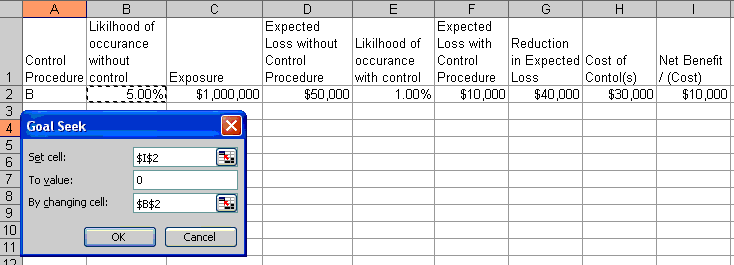 A B C D E F G H I
1 Control Procedure Likilhood of occurance without control Exposure Expected Loss without Control Procedure Likilhood of occurance with control Expected Loss with Control Procedure Reduction in Expected Loss Cost of Contol(s) Net Benefit / (Cost)
2 B 5.00% $1,000,000 $50,000 1.00% $10,000 $40,000 $30,000 $10,000
3
4
5
6
7
8
9
10
11
12
Goal Seek
Set cell: $I$2
To value: 0
By changing cell: $B$2
OK Cancel